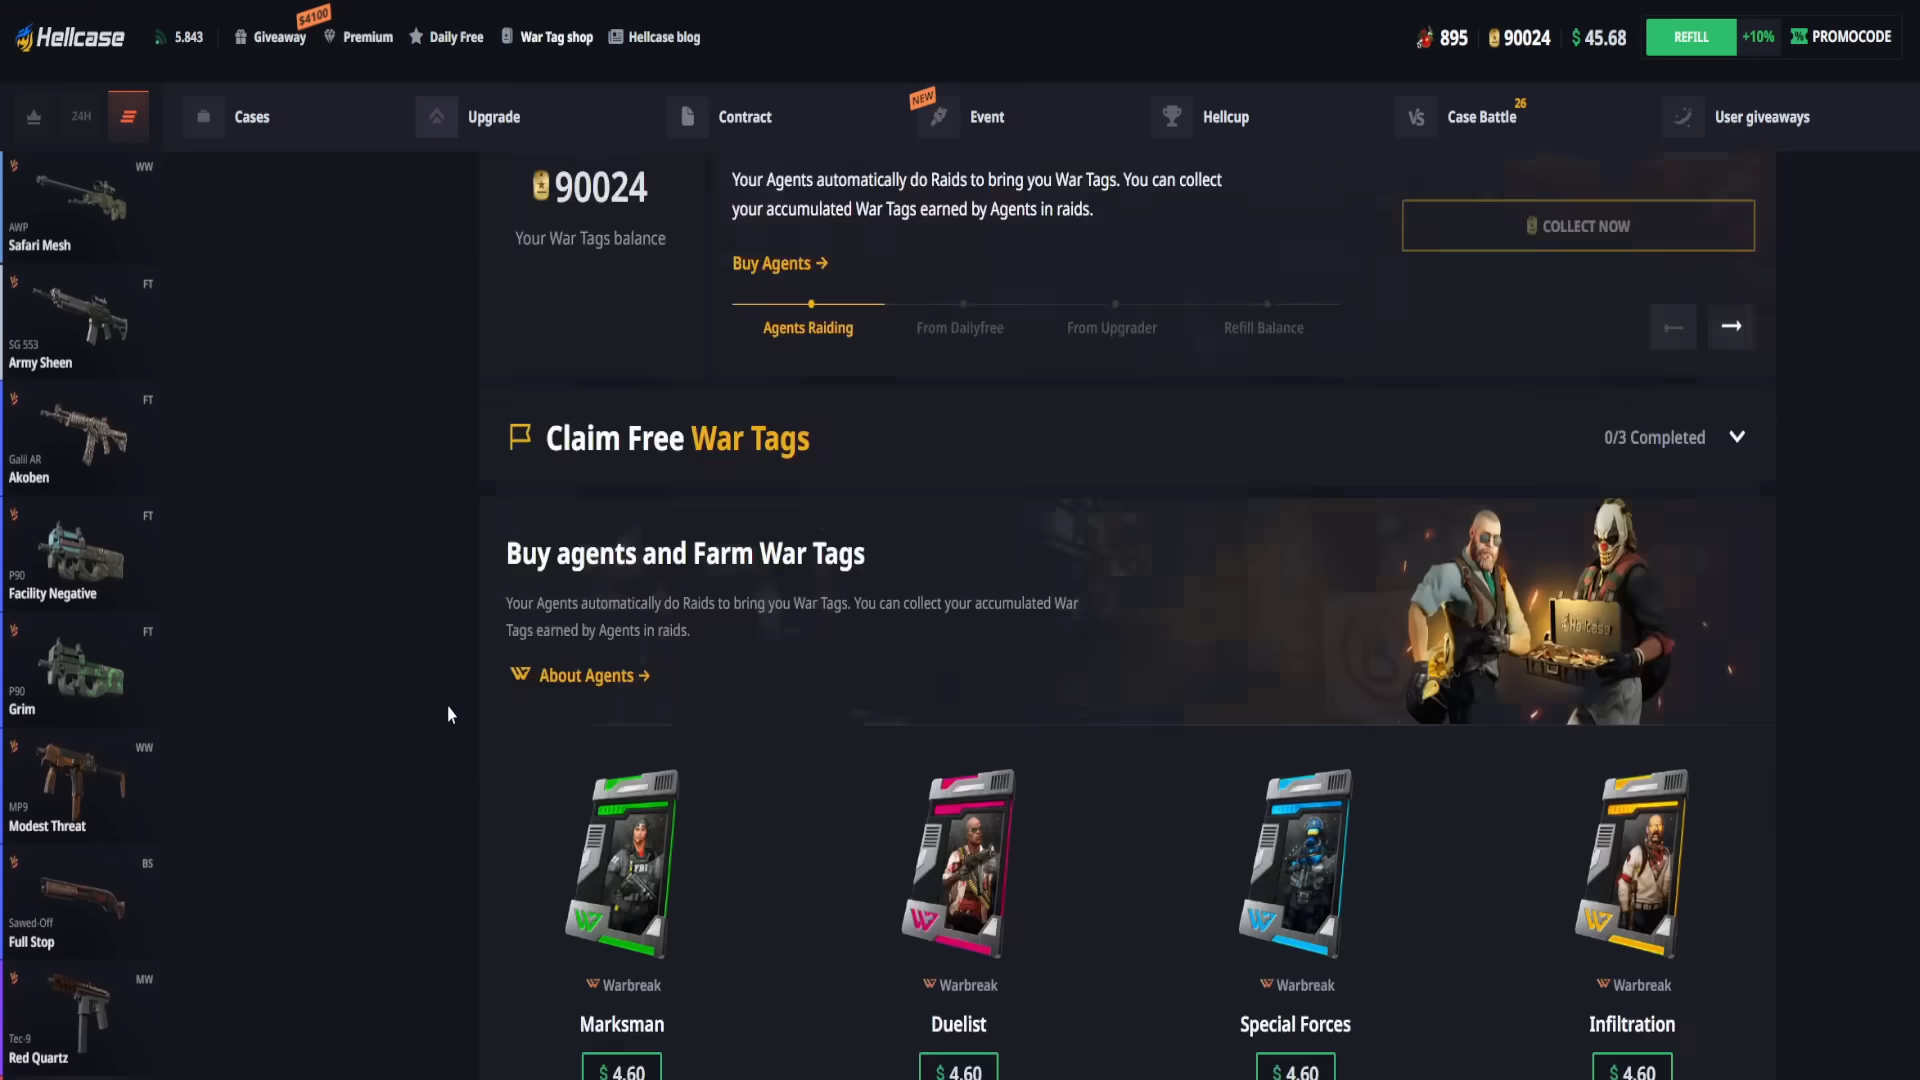 Hellcase
5.843
Giveaway
$4100
Premium
Daily Free
War Tag shop
Hellcase blog
895
90024
$ 45.68
REFILL
+10%
PROMOCODE
24H
Cases
Upgrade
Contract
NEW
Event
Hellcup
VS
Case Battle
26
User giveaways
WW
AWP
Safari Mesh
FT
SG 553
Army Sheen
FT
Galil AR
Akoben
FT
P90
Facility Negative
FT
P90
Grim
WW
MP9
Modest Threat
BS
Sawed-Off
Full Stop
MW
Tec-9
Red Quartz
90024
Your War Tags balance
Your Agents automatically do Raids to bring you War Tags. You can collect
your accumulated War Tags earned by Agents in raids.
Buy Agents →
Agents Raiding
From Dailyfree
From Upgrader
Refill Balance
COLLECT NOW
Claim Free War Tags
0/3 Completed
Buy agents and Farm War Tags
Your Agents automatically do Raids to bring you War Tags. You can collect your accumulated War
Tags earned by Agents in raids.
About Agents →
Hellcase
FBI
Warbreak
Marksman
$ 4.60
Warbreak
Duelist
$ 4.60
Warbreak
Special Forces
$ 4.60
Warbreak
Infiltration
$ 4.60